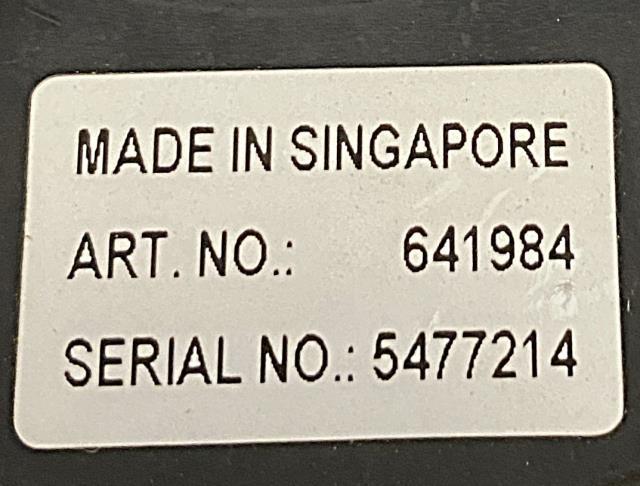 MADE IN SINGAPORE
ART. NO.: 641984
SERIAL NO.: 5477214